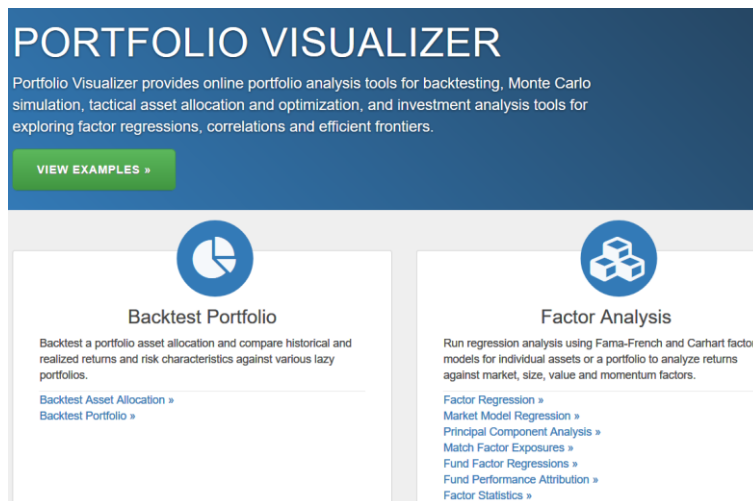 PORTFOLIO VISUALIZER
Portfolio Visualizer provides online portfolio analysis tools for backtesting, Monte Carlo
simulation, tactical asset allocation and optimization, and investment analysis tools for
exploring factor regressions, correlations and efficient frontiers.
VIEW EXAMPLES »
Backtest Portfolio
Backtest a portfolio asset allocation and compare historical and
realized returns and risk characteristics against various lazy
portfolios.
Backtest Asset Allocation »
Backtest Portfolio »
Factor Analysis
Run regression analysis using Fama-French and Carhart factor
models for individual assets or a portfolio to analyze returns
against market, size, value and momentum factors.
Factor Regression »
Market Model Regression »
Principal Component Analysis »
Match Factor Exposures »
Fund Factor Regressions »
Fund Performance Attribution »
Factor Statistics »